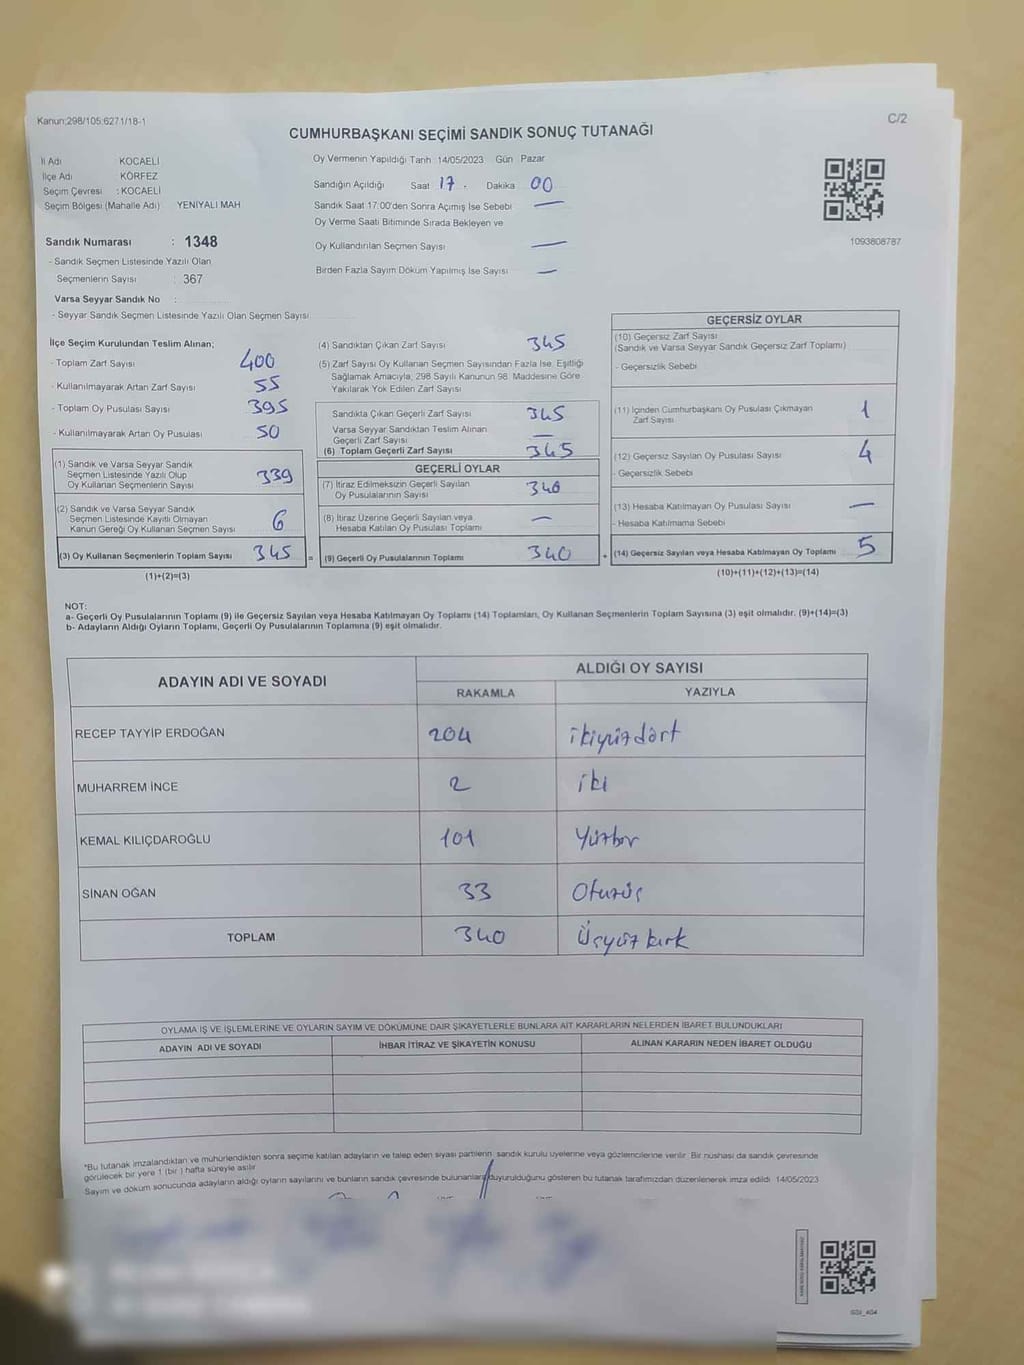 Kanun;298/105;6271/18-1
C/2
CUMHURBAŞKANI SEÇİMİ SANDIK SONUÇ TUTANAĞI
İl Adı KOCAELİ
İlçe Adı KÖRFEZ
Seçim Çevresi : KOCAELİ
Seçim Bölgesi (Mahalle Adı) YENİYALI MAH
Sandık Numarası : 1348
- Sandık Seçmen Listesinde Yazılı Olan
Seçmenlerin Sayısı : 367
Varsa Seyyar Sandık No :
- Seyyar Sandık Seçmen Listesinde Yazılı Olan Seçmen Sayısı
Oy Vermenin Yapıldığı Tarih 14/05/2023 Gün Pazar
Sandığın Açıldığı Saat 17. Dakika 00
Sandık Saat 17:00'den Sonra Açımış İse Sebebi —
Oy Verme Saati Bitiminde Sırada Bekleyen ve
Oy Kullandırılan Seçmen Sayısı —
Birden Fazla Sayım Döküm Yapılmış İse Sayısı —
1093808787
İlçe Seçim Kurulundan Teslim Alınan;
- Toplam Zarf Sayısı 400
- Kullanılmayarak Artan Zarf Sayısı 55
- Toplam Oy Pusulası Sayısı 395
- Kullanılmayarak Artan Oy Pusulası 50
(1) Sandık ve Varsa Seyyar Sandık
Seçmen Listesinde Yazılı Olup
Oy Kullanan Seçmenlerin Sayısı 339
(2) Sandık ve Varsa Seyyar Sandık
Seçmen Listesinde Kayıtlı Olmayan
Kanun Gereği Oy Kullanan Seçmen Sayısı 6
(3) Oy Kullanan Seçmenlerin Toplam Sayısı 345 =
(1)+(2)=(3)
(4) Sandıktan Çıkan Zarf Sayısı 345
(5) Zarf Sayısı Oy Kullanan Seçmen Sayısından Fazla İse, Eşitliği
Sağlamak Amacıyla, 298 Sayılı Kanunun 98. Maddesine Göre
Yakılarak Yok Edilen Zarf Sayısı
Sandıkta Çıkan Geçerli Zarf Sayısı 345
Varsa Seyyar Sandıktan Teslim Alınan
Geçerli Zarf Sayısı —
(6) Toplam Geçerli Zarf Sayısı 345
GEÇERLİ OYLAR
(7) İtiraz Edilmeksizin Geçerli Sayılan
Oy Pusulalarının Sayısı 340
(8) İtiraz Üzerine Geçerli Sayılan veya
Hesaba Katılan Oy Pusulası Toplamı —
(9) Geçerli Oy Pusulalarının Toplamı 340 +
GEÇERSİZ OYLAR
(10) Geçersiz Zarf Sayısı
(Sandık ve Varsa Seyyar Sandık Geçersiz Zarf Toplamı)
- Geçersizlik Sebebi
(11) İçinden Cumhurbaşkanı Oy Pusulası Çıkmayan
Zarf Sayısı 1
(12) Geçersiz Sayılan Oy Pusulası Sayısı 4
- Geçersizlik Sebebi
(13) Hesaba Katılmayan Oy Pusulası Sayısı —
- Hesaba Katılmama Sebebi
(14) Geçersiz Sayılan veya Hesaba Katılmayan Oy Toplamı 5
(10)+(11)+(12)+(13)=(14)
NOT:
a- Geçerli Oy Pusulalarının Toplamı (9) ile Geçersiz Sayılan veya Hesaba Katılmayan Oy Toplamı (14) Toplamları, Oy Kullanan Seçmenlerin Toplam Sayısına (3) eşit olmalıdır. (9)+(14)=(3)
b- Adayların Aldığı Oyların Toplamı, Geçerli Oy Pusulalarının Toplamına (9) eşit olmalıdır.
ADAYIN ADI VE SOYADI ALDIĞI OY SAYISI
RAKAMLA YAZIYLA
RECEP TAYYİP ERDOĞAN 204 ikiyüzdört
MUHARREM İNCE 2 iki
KEMAL KILIÇDAROĞLU 101 Yüzbir
SİNAN OĞAN 33 Otuzüç
TOPLAM 340 Üçyüz kırk
OYLAMA İŞ VE İŞLEMLERİNE VE OYLARIN SAYIM VE DÖKÜMÜNE DAİR ŞİKAYETLERLE BUNLARA AİT KARARLARIN NELERDEN İBARET BULUNDUKLARI
ADAYIN ADI VE SOYADI İHBAR İTİRAZ VE ŞİKAYETİN KONUSU ALINAN KARARIN NEDEN İBARET OLDUĞU
*Bu tutanak imzalandıktan ve mühürlendikten sonra seçime katılan adayların ve talep eden siyasi partilerin sandık kurulu üyelerine veya gözlemcilerine verilir. Bir nüshası da sandık çevresinde
görülecek bir yere 1 (bir ) hafta süreyle asılır
Sayım ve döküm sonucunda adayların aldığı oyların sayılarını ve bunların sandık çevresinde bulunanlara duyurulduğunu gösteren bu tutanak tarafımızdan düzenlenerek imza edildi 14/05/2023